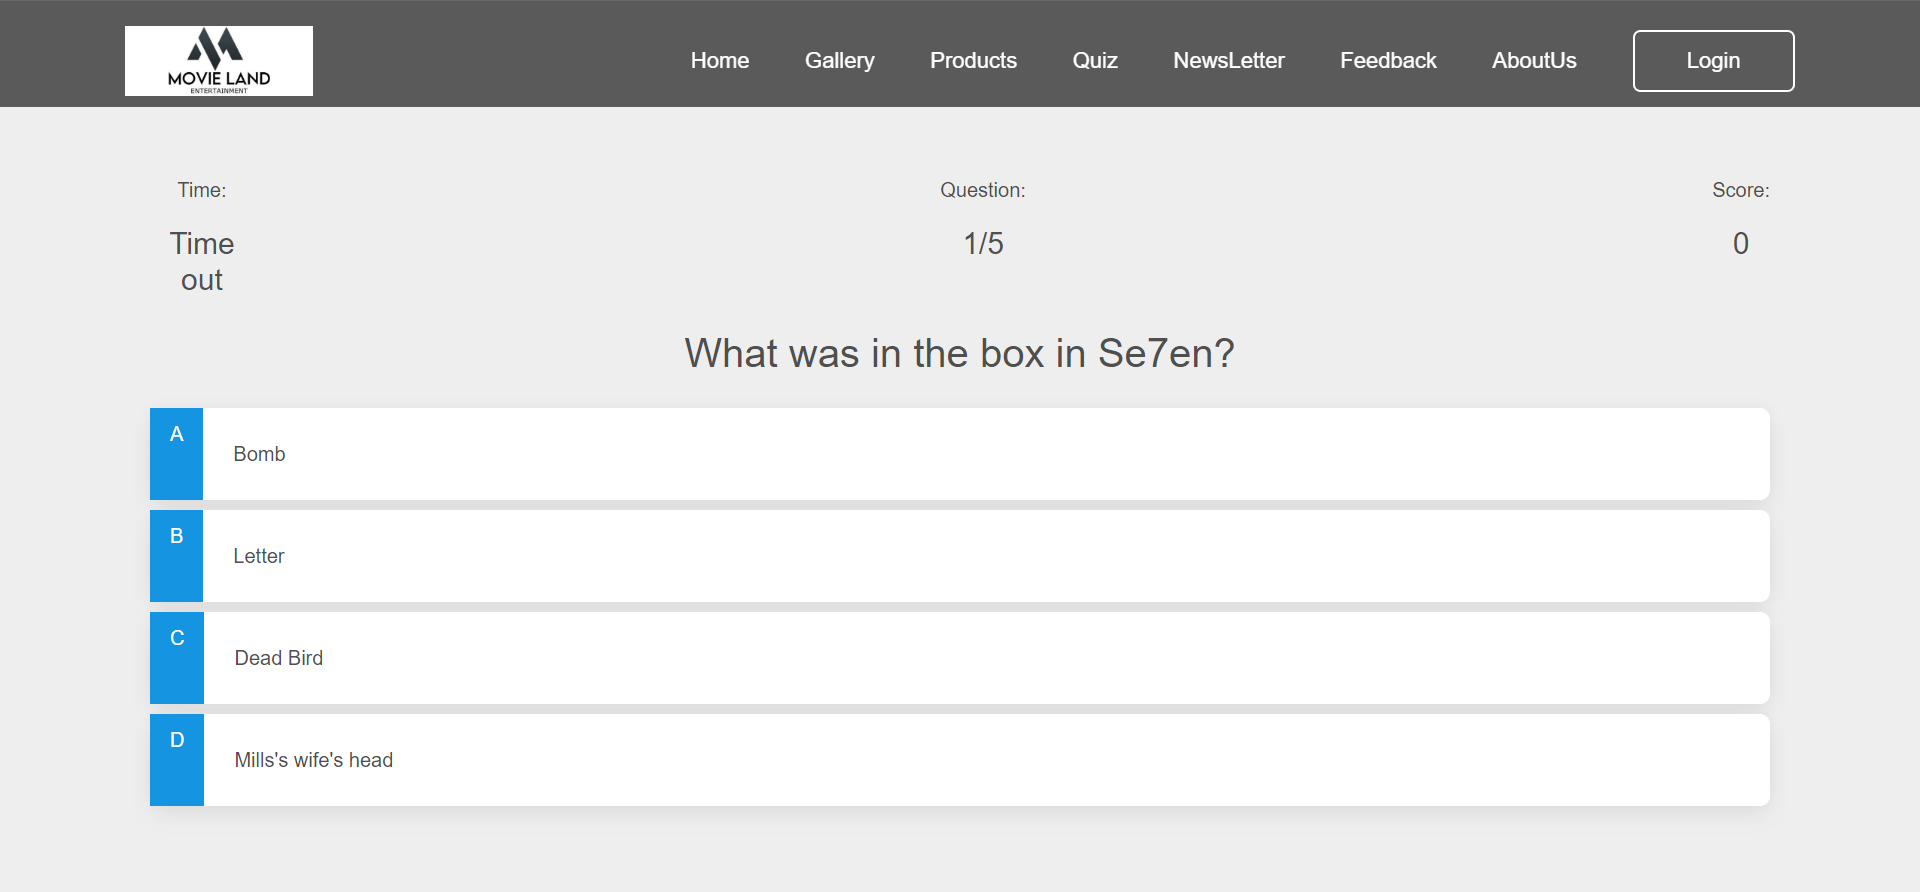 MOVIE LAND
ENTERTAINMENT
Home Gallery Products Quiz NewsLetter Feedback AboutUs Login
Time: Question: Score:
Time 1/5 0
out
What was in the box in Se7en?
A
Bomb
B
Letter
C
Dead Bird
D
Mills's wife's head